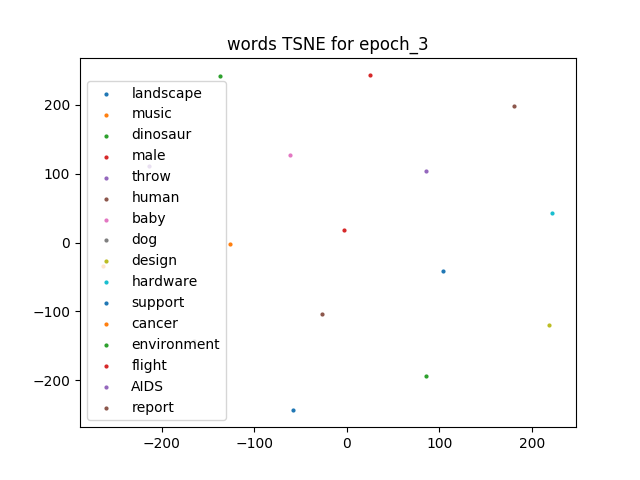 words TSNE for epoch_3
landscape
music
dinosaur
male
throw
human
baby
dog
design
hardware
support
cancer
environment
flight
AIDS
report
200
100
0
−100
−200
−200
−100
0
100
200